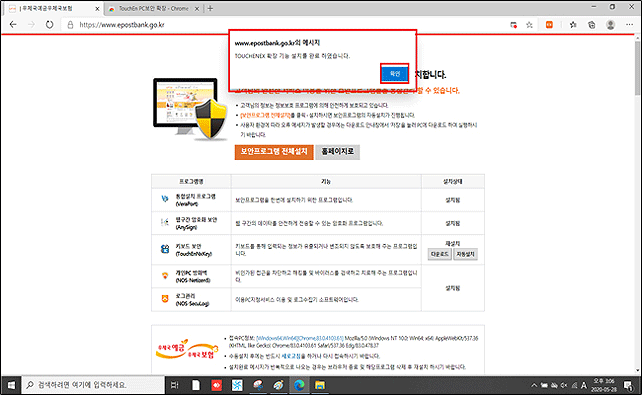 우체국예금우체국보험
TouchEn PC보안 확장 - Chrome
https://www.epostbank.go.kr
www.epostbank.go.kr의 메시지
TOUCHENEX 확장 기능 설치를 완료 하였습니다.
확인
치합니다.
할 수 있습니다.
• 고객님의 정보는 정보보호 프로그램에 의해 안전하게 보호되고 있습니다.
• [보안프로그램 전체설치]를 클릭 · 설치하시면 보안프로그램의 자동설치가 진행됩니다.
• 사용자 환경에 따라 오류 메세지가 발생할 경우에는 다운로드 안내창에서 '저장'을 눌러 PC에 다운로드 하여 실행하시
기 바랍니다.
보안프로그램 전체설치
홈페이지로
프로그램명 기능 설치상태
통합설치 프로그램
(VeraPort)
보안프로그램을 한번에 설치하기 위한 프로그램입니다.
설치됨
웹구간 암호화 보안
(AnySign)
웹 구간의 데이타를 안전하게 전송할 수 있는 암호화 프로그램입니다.
설치됨
키보드 보안
(TouchEnNxKey)
키보드를 통해 입력되는 정보가 유출되거나 변조되지 않도록 보호해 주는 프로그램입니다.
재설치
다운로드 자동설치
개인PC 방화벽
(NOS-Netizen)
비인가된 접근을 차단하고 해킹툴 및 바이러스를 검색하고 치료해 주는 프로그램입니다.
설치됨
로그관리
(NOS-SecuLog)
이용PC지정서비스 이용 및 로그수집기 소프트웨어입니다.
우체국예금
우체국보험
• 접속PC정보: [Windows64,Win64][Chrome,83.0.4103.61] Mozilla/5.0 (Windows NT 10.0; Win64; x64) AppleWebKit/537.36
(KHTML, like Gecko) Chrome/83.0.4103.61 Safari/537.36 Edg/83.0.478.37
• 수동설치 후에는 반드시 새로고침을 하거나 다시 접속하시기 바랍니다.
• 설치완료 메시지가 반복적으로 나오는 경우는 브라우저 종료 및 해당프로그램 삭제 후 재설치 하시기 바랍니다.
검색하려면 여기에 입력하세요.
A
오후 3:06
2020-05-28